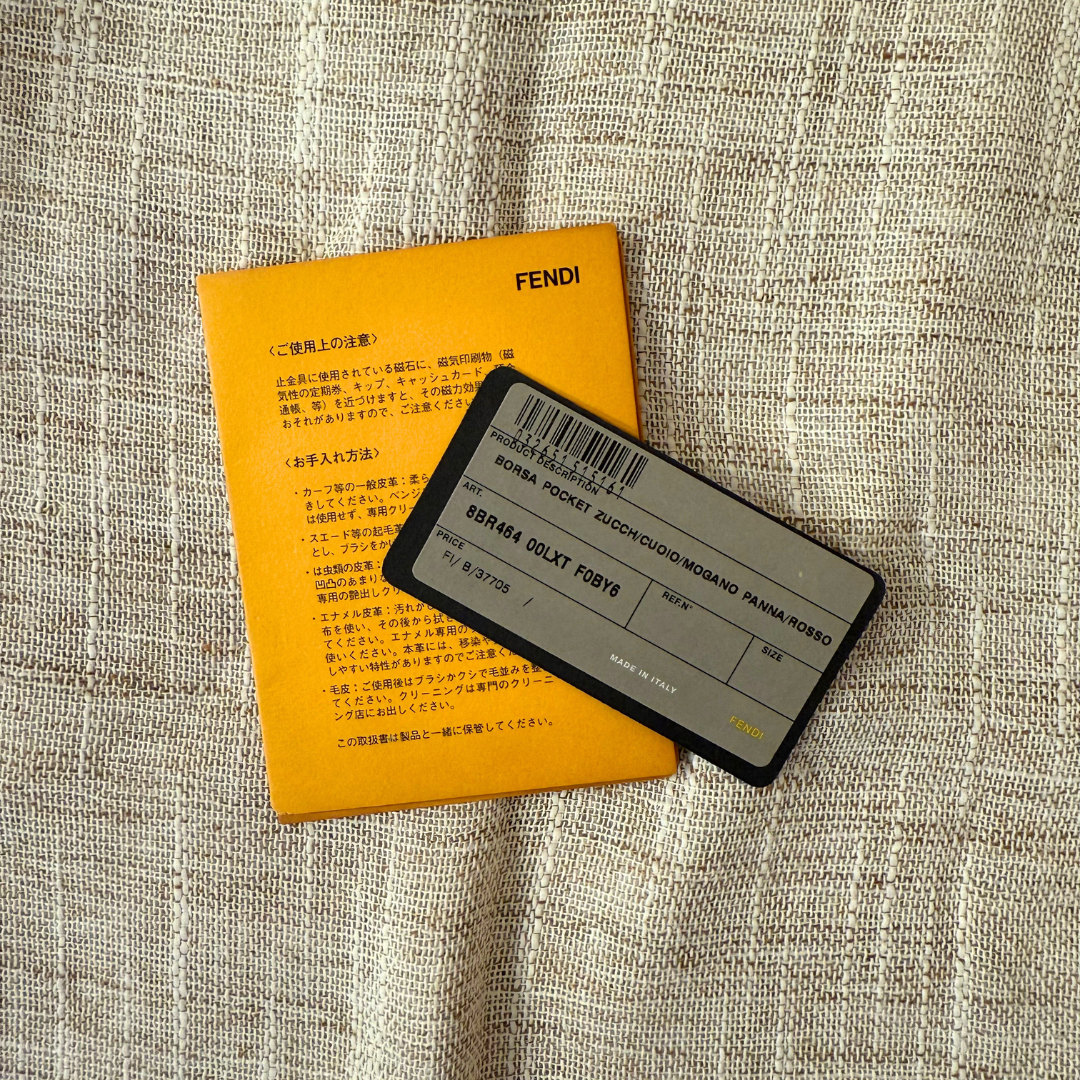 FENDI
〈ご使用上の注意〉
止金具に使用されている磁石に、磁気印刷物（磁
気性の定期券、キップ、キャッシュカード、
通帳、等）を近づけますと、その磁力効果
おそれがありますので、ご注意ください
〈お手入れ方法〉
・カーフ等の一般皮革：柔ら
きしてください。ベンジ
は使用せず、専用クリー
・スエード等の起毛革
とし、ブラシをか
・は虫類の皮革：
凹凸のあまり
専用の艶出しクリ
・エナメル皮革：汚れが
布を使い、その後から拭き
てください。エナメル専用の
使いください。本革には、移染や
しやすい特性がありますのでご注意く
・毛皮：ご使用後はブラシかクシで毛並みを整
てください。クリーニングは専門のクリーニ
ング店にお出しください。
この取扱書は製品と一緒に保管してください。
PRODUCT DESCRIPTION
BORSA POCKET ZUCCH/CUOIO/MOGANO PANNA/ROSSO
ART.
8BR464 00LXT F0BY6
REF.N°
SIZE
PRICE
FI/ B/37705 /
MADE IN ITALY
FENDI